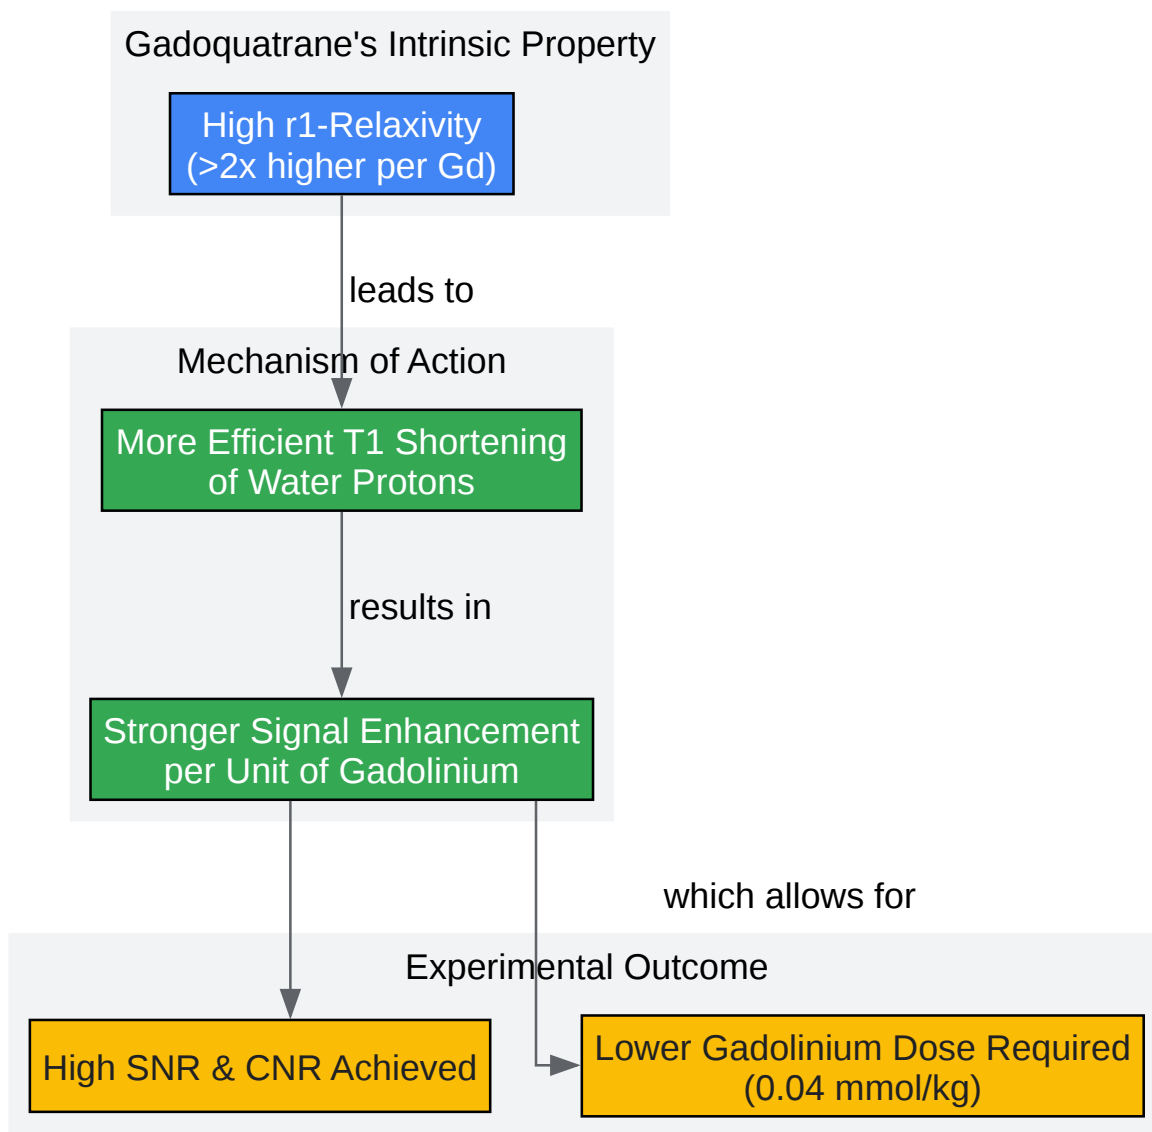 Gadoquatrane's Intrinsic Property
High r1-Relaxivity
(>2x higher per Gd)
leads to
Mechanism of Action
More Efficient T1 Shortening
of Water Protons
results in
Stronger Signal Enhancement
per Unit of Gadolinium
which allows for
Experimental Outcome
High SNR & CNR Achieved
Lower Gadolinium Dose Required
(0.04 mmol/kg)